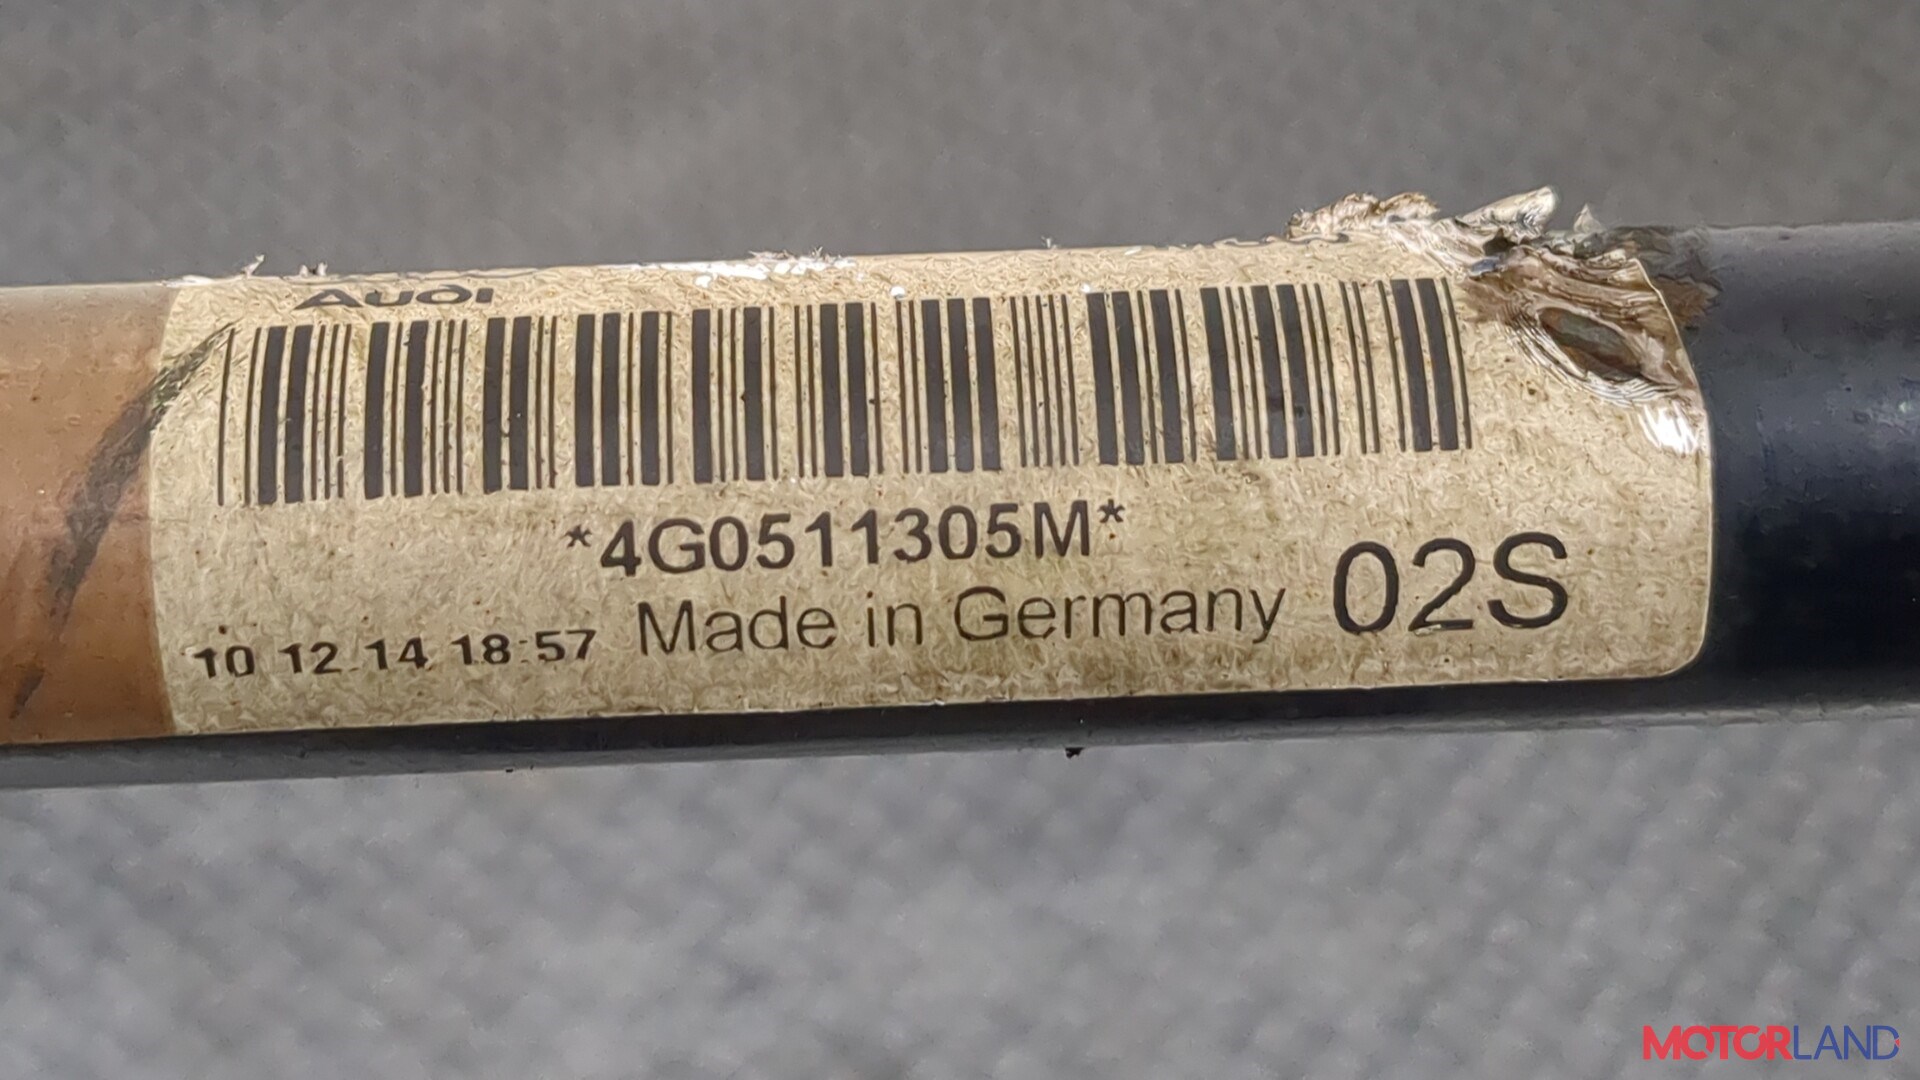 Audi
*4G0511305M*
Made in Germany 02S
10 12 14 18:57
MOTORLAND